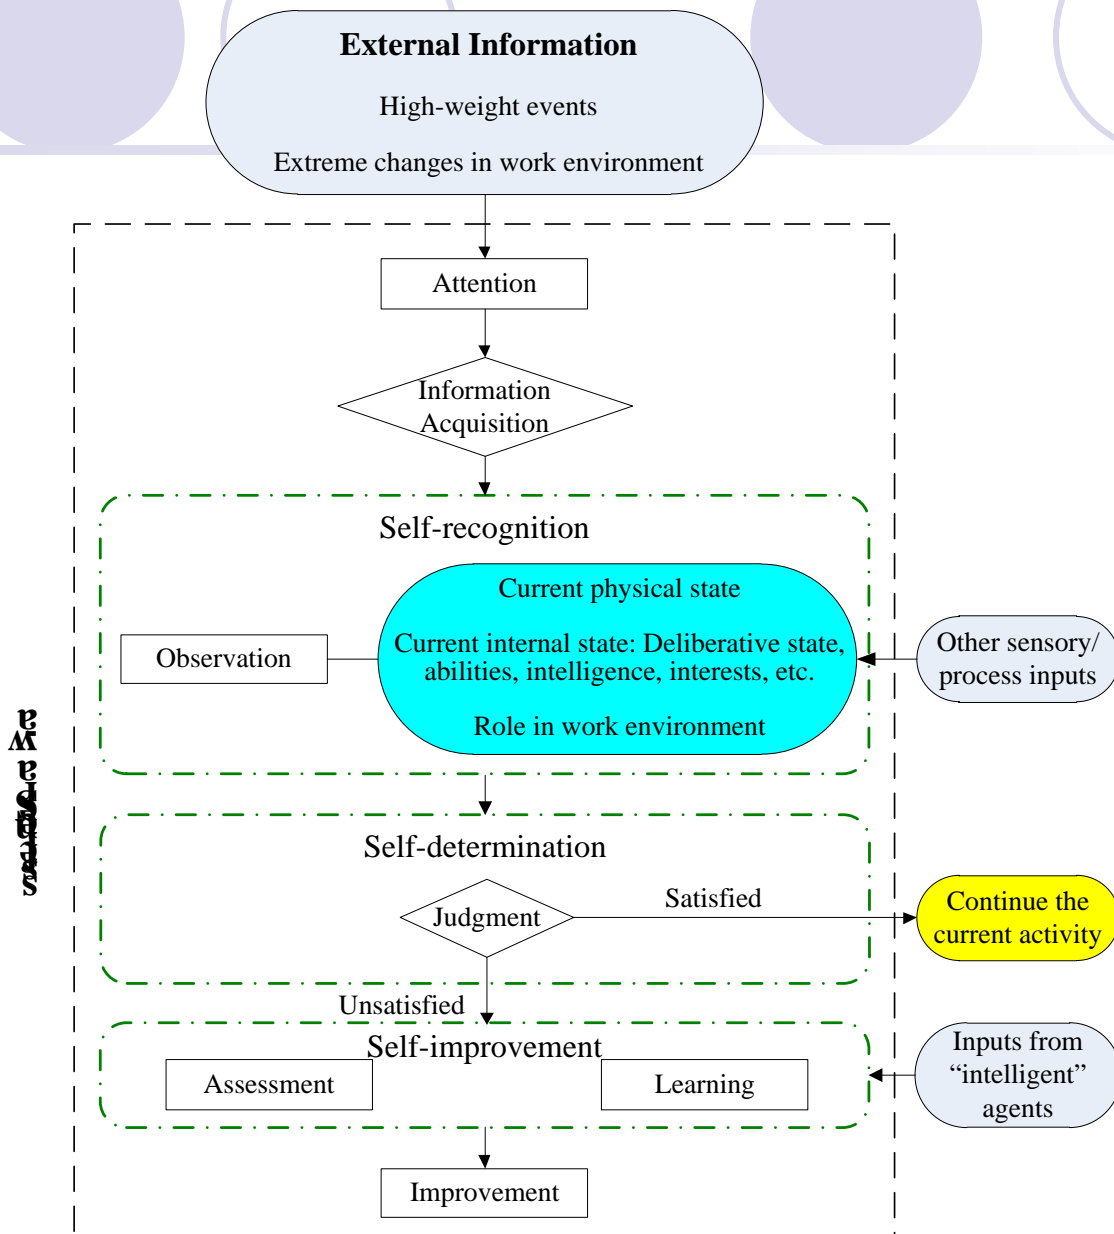 External Information
High-weight events
Extreme changes in work environment
Attention
Information
Acquisition
Self-recognition
Observation
Current physical state
Current internal state: Deliberative state,
abilities, intelligence, interests, etc.
Role in work environment
Other sensory/
process inputs
Self-determination
Judgment
Satisfied
Continue the
current activity
Unsatisfied
Self-improvement
Assessment
Learning
Inputs from
“intelligent”
agents
Improvement